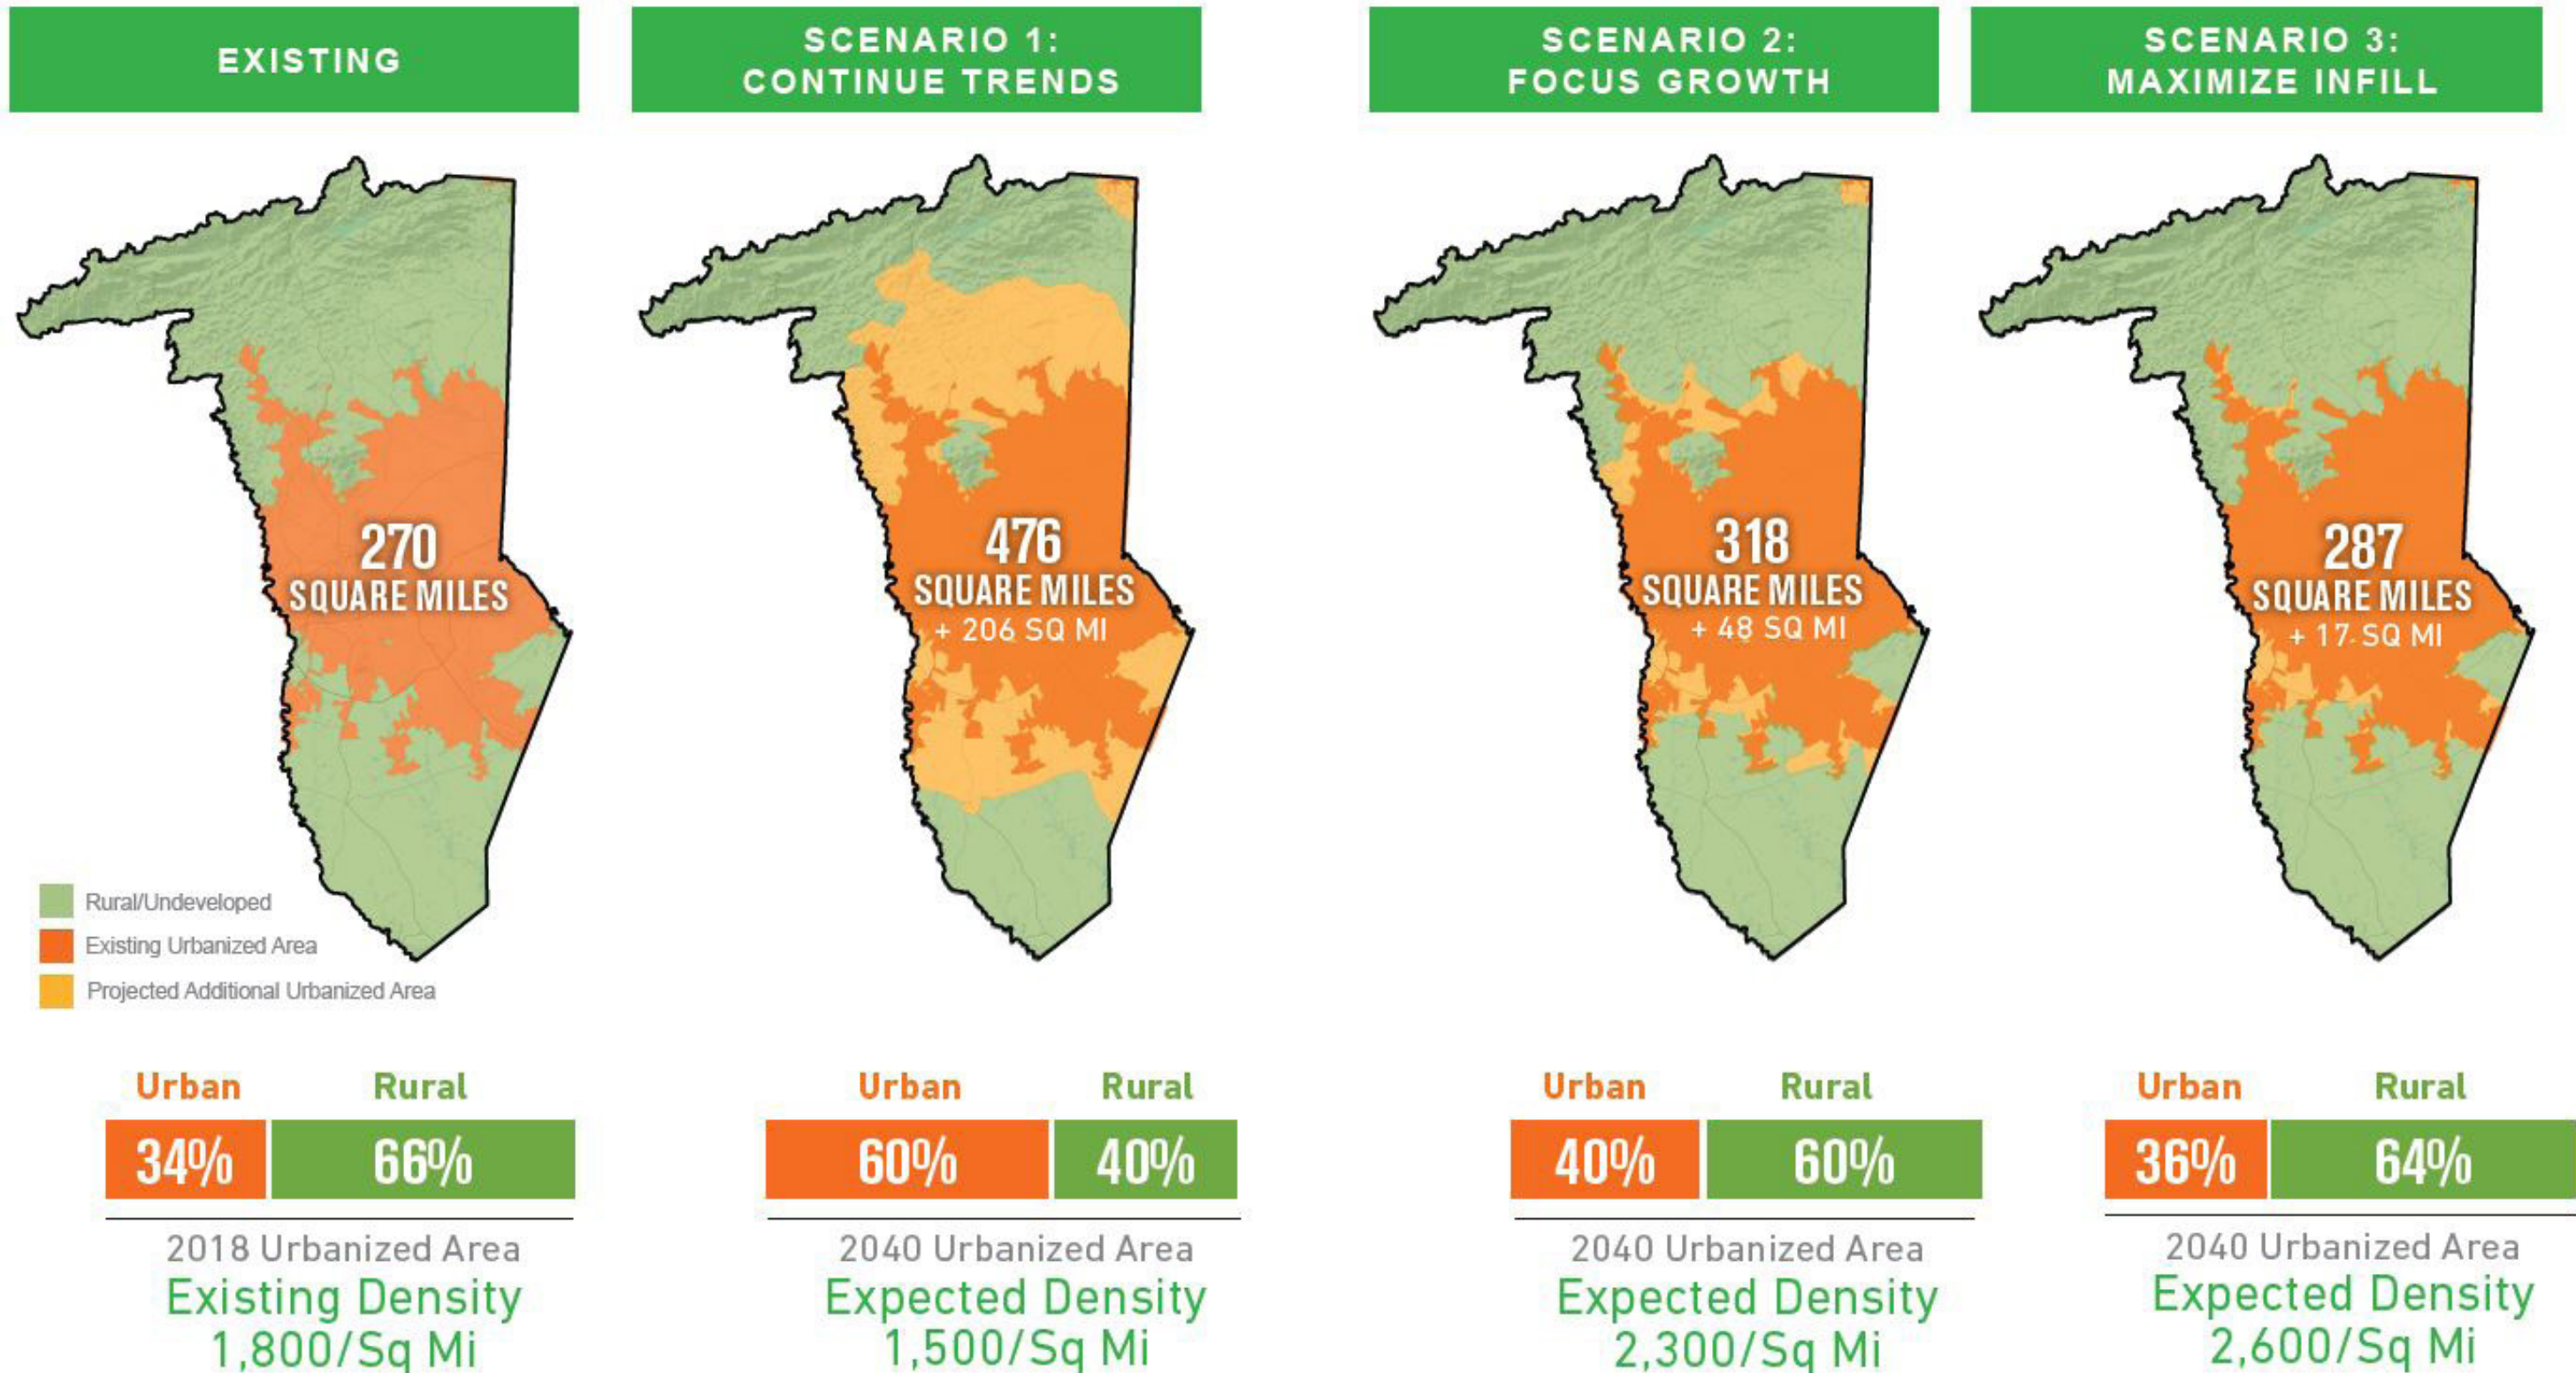 EXISTING
SCENARIO 1:
CONTINUE TRENDS
SCENARIO 2:
FOCUS GROWTH
SCENARIO 3:
MAXIMIZE INFILL
270
SQUARE MILES
476
SQUARE MILES
+ 206 SQ MI
318
SQUARE MILES
+ 48 SQ MI
287
SQUARE MILES
+ 17 SQ MI
Rural/Undeveloped
Existing Urbanized Area
Projected Additional Urbanized Area
Urban Rural
34% 66%
2018 Urbanized Area
Existing Density
1,800/Sq Mi
Urban Rural
60% 40%
2040 Urbanized Area
Expected Density
1,500/Sq Mi
Urban Rural
40% 60%
2040 Urbanized Area
Expected Density
2,300/Sq Mi
Urban Rural
36% 64%
2040 Urbanized Area
Expected Density
2,600/Sq Mi